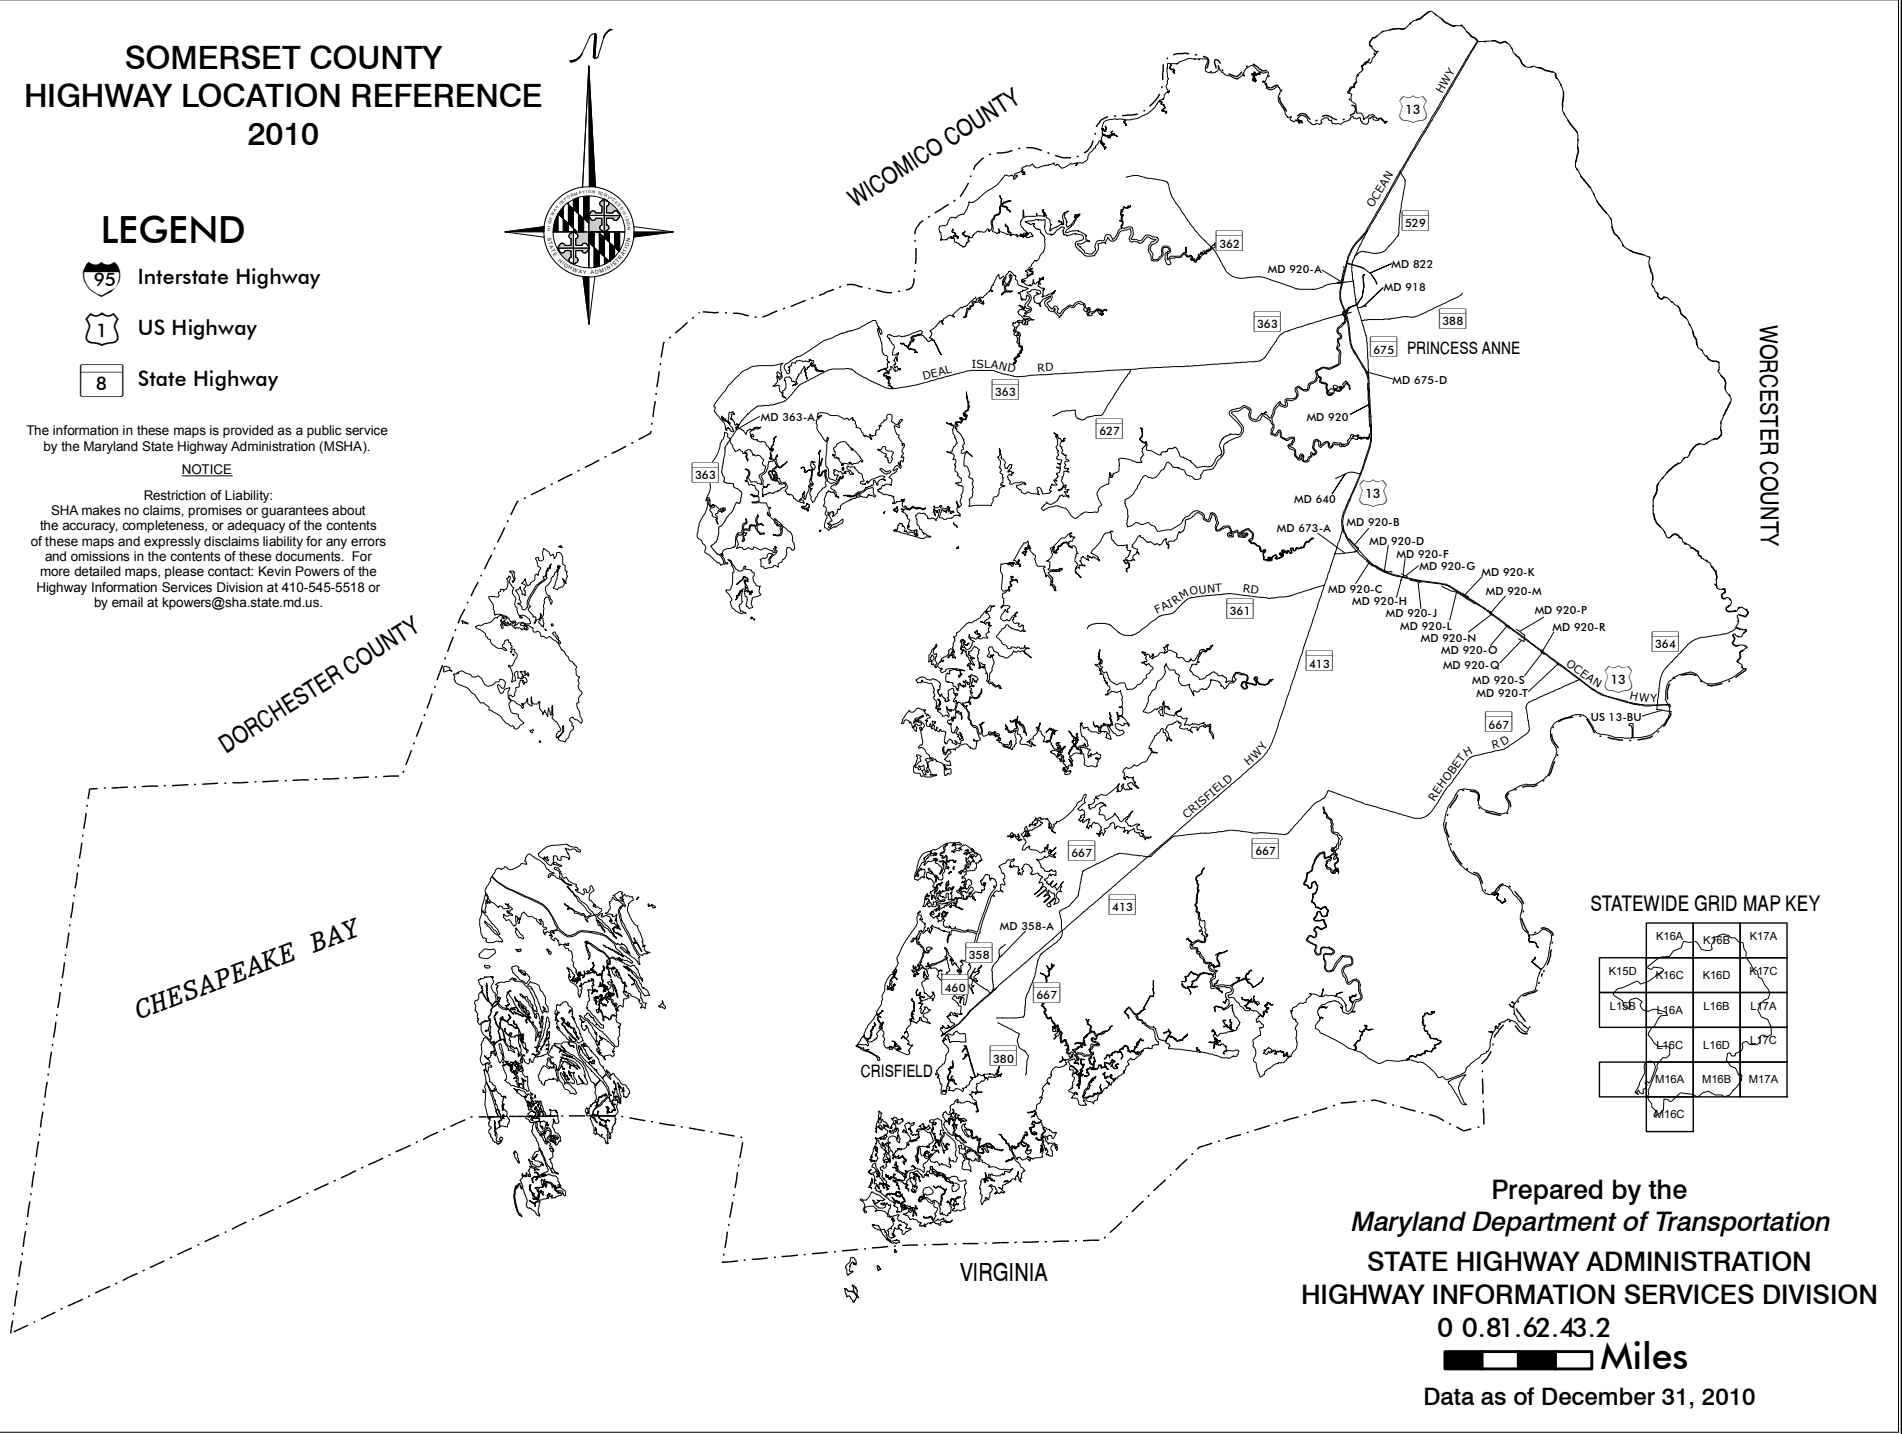 SOMERSET COUNTY
HIGHWAY LOCATION REFERENCE
2010
N
LEGEND
95 Interstate Highway
1 US Highway
8 State Highway
The information in these maps is provided as a public service
by the Maryland State Highway Administration (MSHA).
NOTICE
Restriction of Liability:
SHA makes no claims, promises or guarantees about
the accuracy, completeness, or adequacy of the contents
of these maps and expressly disclaims liability for any errors
and omissions in the contents of these documents. For
more detailed maps, please contact: Kevin Powers of the
Highway Information Services Division at 410-545-5518 or
by email at kpowers@sha.state.md.us.
HIGHWAY INFORMATION SERVICES DIVISION
STATE HIGHWAY ADMINISTRATION
WICOMICO COUNTY
DORCHESTER COUNTY
WORCESTER COUNTY
CHESAPEAKE BAY
VIRGINIA
OCEAN HWY
13
529
362
MD 920-A
MD 822
MD 918
363
388
675 PRINCESS ANNE
DEAL ISLAND RD
363
MD 675-D
MD 363-A
627
MD 920
363
MD 640
13
MD 673-A
MD 920-B
MD 920-D
MD 920-F
MD 920-G
MD 920-K
MD 920-C
MD 920-M
MD 920-H
MD 920-J
MD 920-P
MD 920-L
MD 920-R
MD 920-N
MD 920-O
MD 920-Q
MD 920-S
MD 920-T
FAIRMOUNT RD
361
364
413
OCEAN HWY
13
US 13-BU
667
REHOBETH RD
CRISFIELD HWY
667
667
413
MD 358-A
358
460
667
380
CRISFIELD
STATEWIDE GRID MAP KEY
K16A K16B K17A
K15D K16C K16D K17C
L15B L16A L16B L17A
L16C L16D L17C
M16A M16B M17A
M16C
Prepared by the
Maryland Department of Transportation
STATE HIGHWAY ADMINISTRATION
HIGHWAY INFORMATION SERVICES DIVISION
0 0.81.62.43.2
Miles
Data as of December 31, 2010